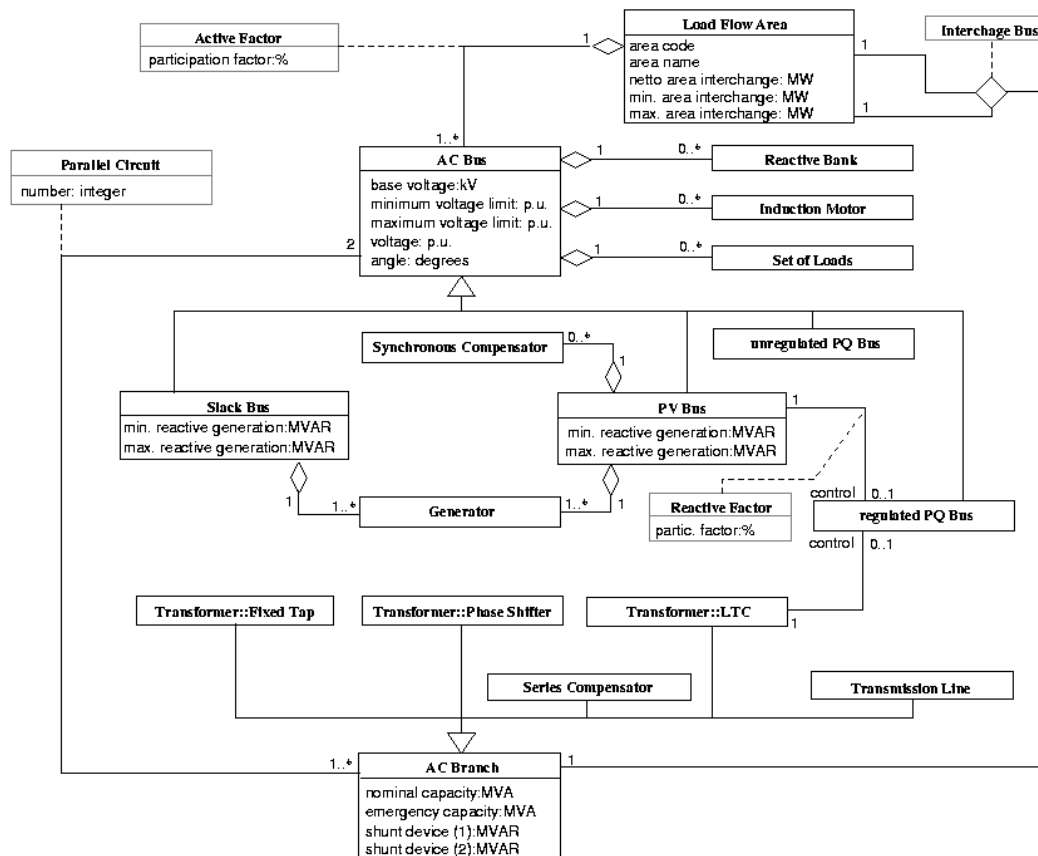 Load Flow Area
area code
area name
netto area interchange: MW
min. area interchange: MW
max. area interchange: MW
Active Factor
participation factor:%
Interchage Bus
1
1
1
1..*
Parallel Circuit
number: integer
AC Bus
base voltage:kV
minimum voltage limit: p.u.
maximum voltage limit: p.u.
voltage: p.u.
angle: degrees
2
1
0..*
Reactive Bank
1
0..*
Induction Motor
1
0..*
Set of Loads
Synchronous Compensator
0..*
1
unregulated PQ Bus
Slack Bus
min. reactive generation:MVAR
max. reactive generation:MVAR
PV Bus
min. reactive generation:MVAR
max. reactive generation:MVAR
1
1
1..*
Generator
1..*
1
Reactive Factor
partic. factor:%
control
0..1
regulated PQ Bus
control
0..1
Transformer::Fixed Tap
Transformer::Phase Shifter
Transformer::LTC
1
Series Compensator
Transmission Line
1..*
AC Branch
1
nominal capacity:MVA
emergency capacity:MVA
shunt device (1):MVAR
shunt device (2):MVAR